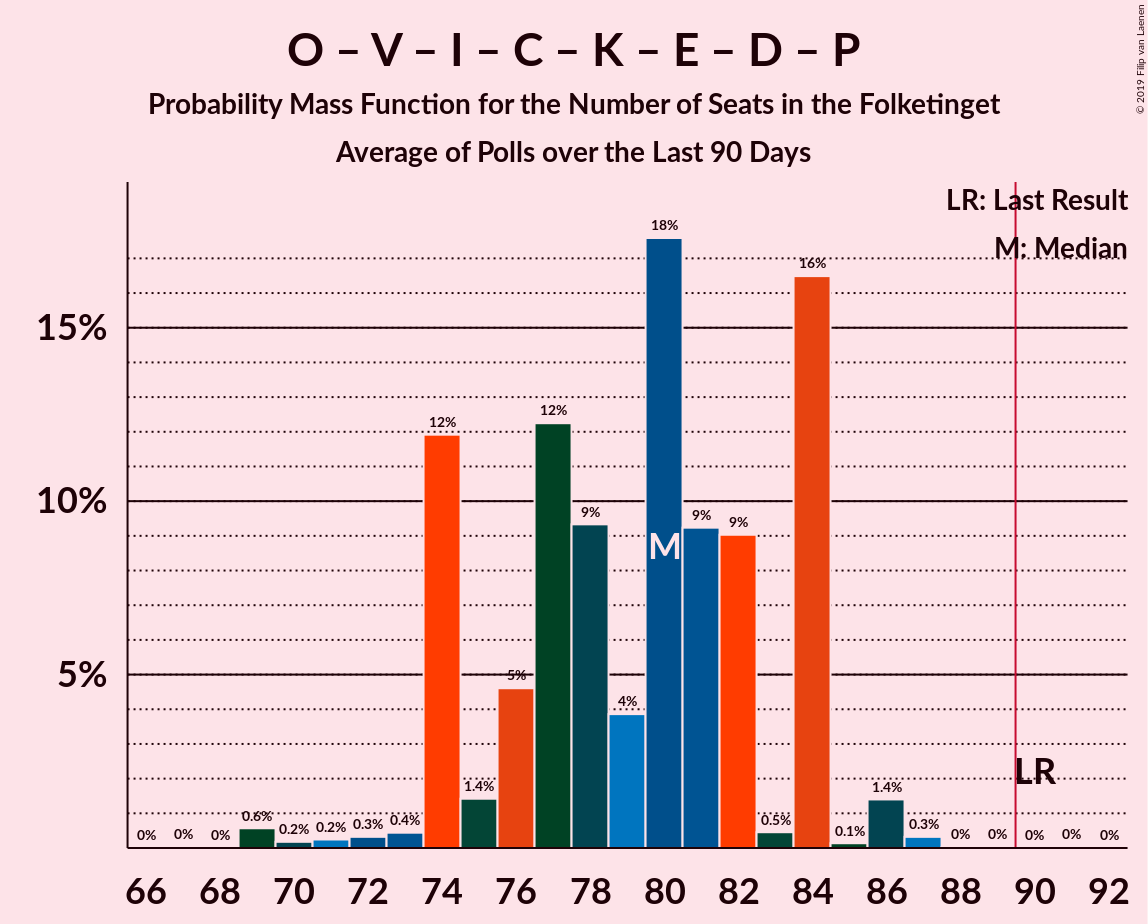 O – V – I – C – K – E – D – P
Probability Mass Function for the Number of Seats in the Folketinget
Average of Polls over the Last 90 Days
© 2019 Filip van Laenen
LR: Last Result
M: Median
15%
10%
5%
0% 0% 0% 0.6% 0.2% 0.2% 0.3% 0.4% 12% 1.4% 5% 12% 9% 4% 18% 9% 9% 0.5% 16% 0.1% 1.4% 0.3% 0% 0% 0% 0% 0%
M
LR
66 68 70 72 74 76 78 80 82 84 86 88 90 92